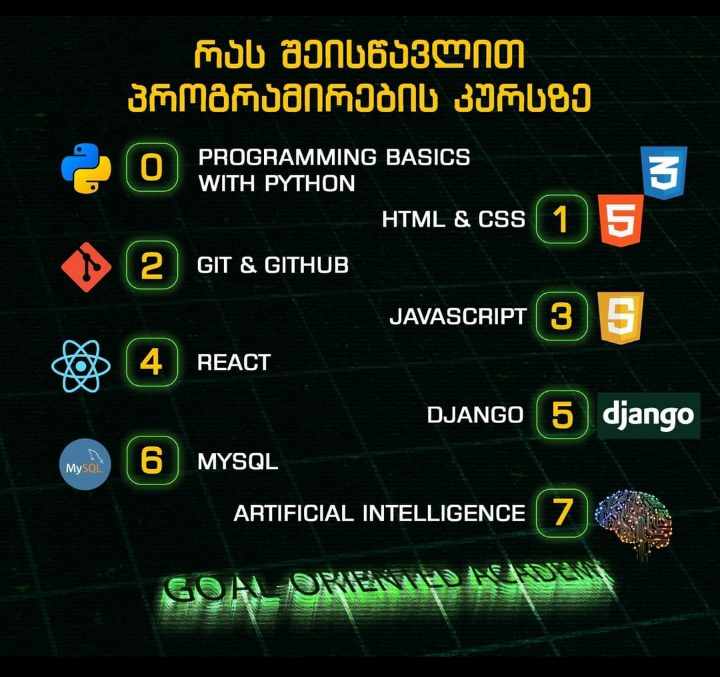 რას შეისწავლით
პროგრამირების კურსზე
0 PROGRAMMING BASICS
WITH PYTHON
3
HTML & CSS 1 5
2 GIT & GITHUB
JAVASCRIPT 3 S
4 REACT
DJANGO 5 django
MySQL 6 MYSQL
ARTIFICIAL INTELLIGENCE 7
GOAL-ORIENTED ACADEMY